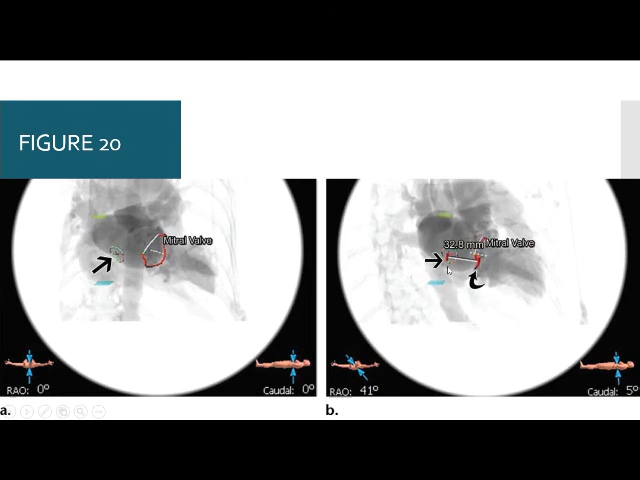 FIGURE 20
Mitral Valve
RAO: 0°
Caudal: 0°
a.
32.8 mm
Mitral Valve
RAO: 41°
Caudal: 5°
b.